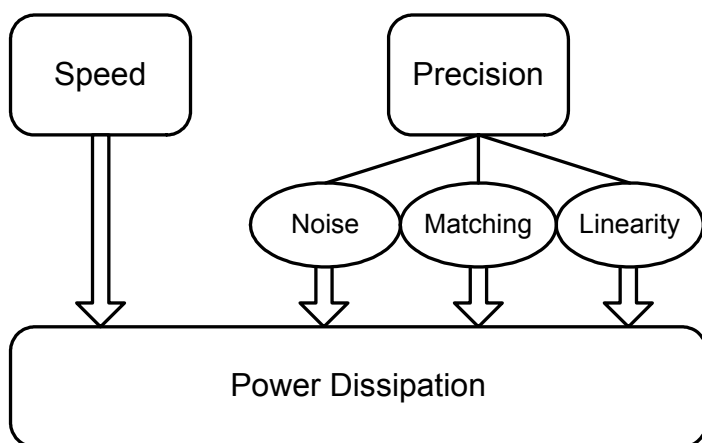 Speed
Precision
Noise
Matching
Linearity
Power Dissipation